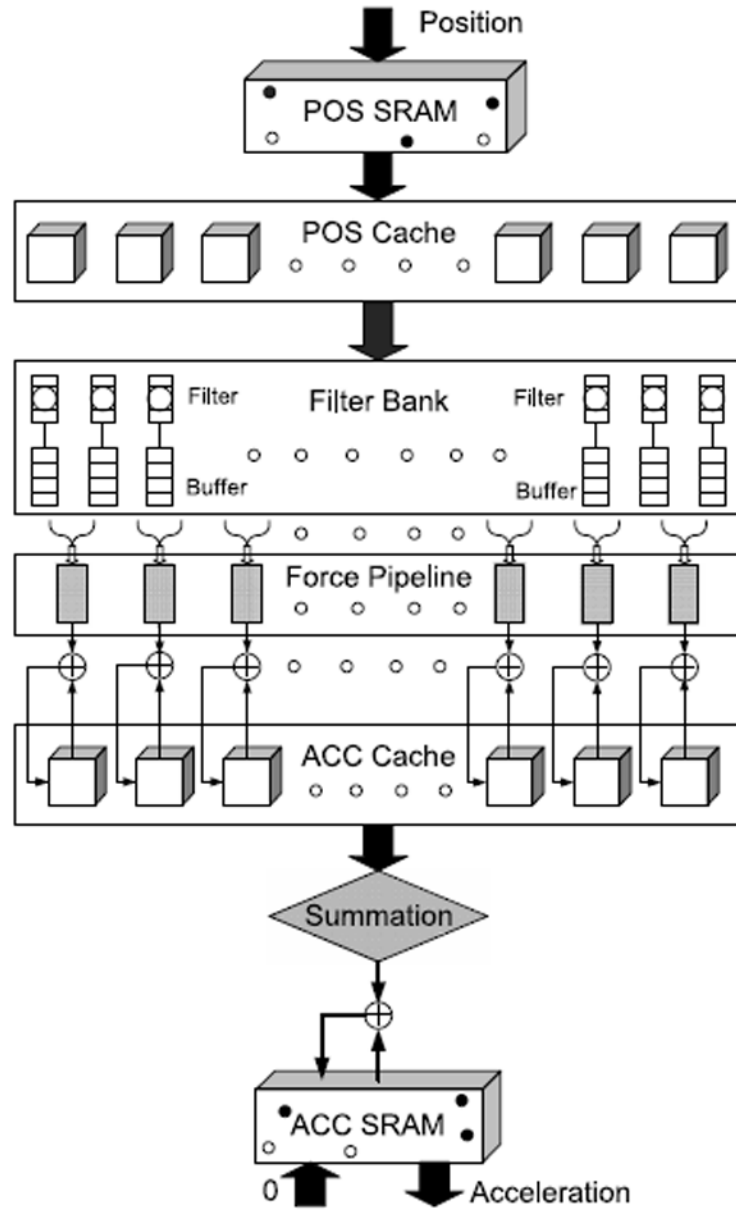 Position
POS SRAM
POS Cache
Filter
Filter Bank
Filter
Buffer
Buffer
Force Pipeline
ACC Cache
Summation
ACC SRAM
0
Acceleration